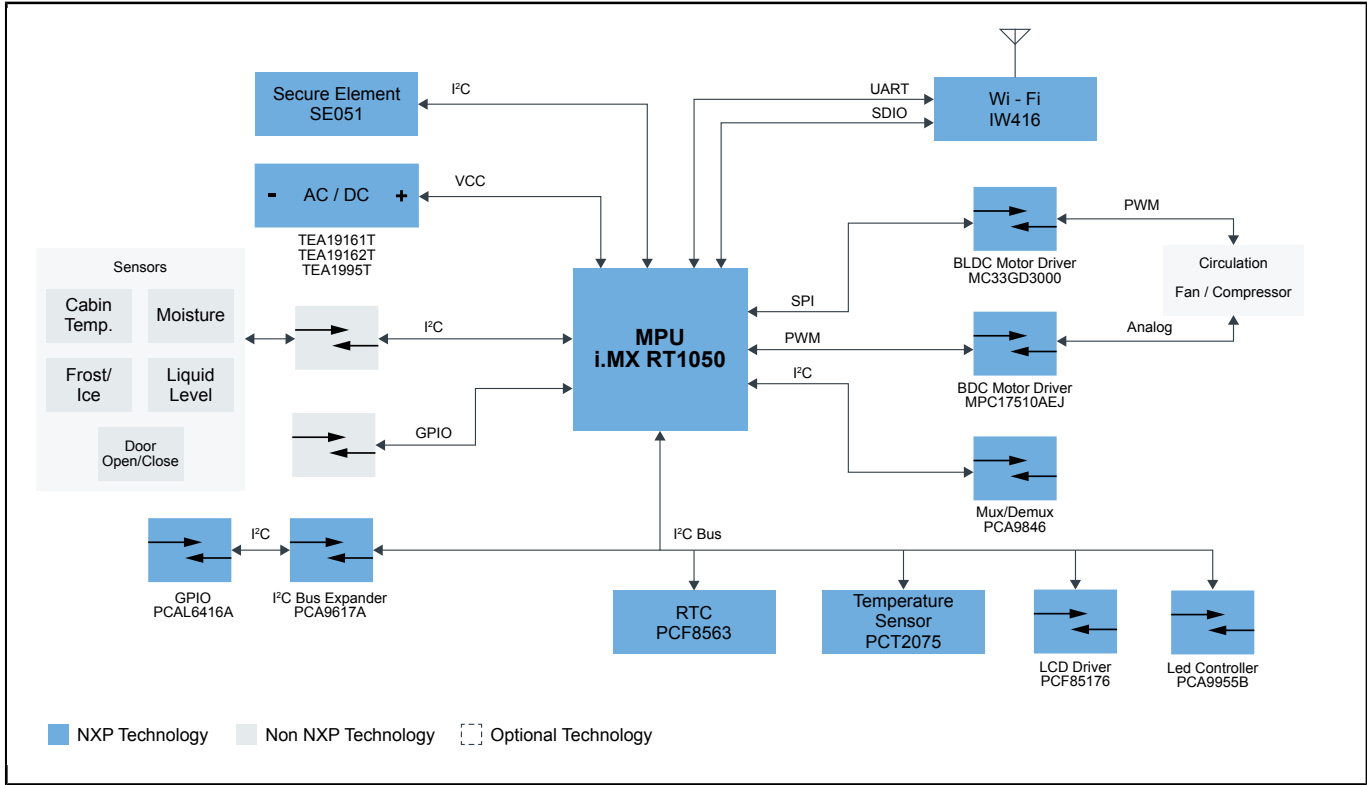 Secure Element
SE051
I²C
UART
SDIO
Wi - Fi
IW416
- AC / DC +
VCC
TEA19161T
TEA19162T
TEA1995T
PWM
BLDC Motor Driver
MC33GD3000
Circulation
Fan / Compressor
Sensors
Cabin
Temp.
Moisture
Frost/
Ice
Liquid
Level
Door
Open/Close
I²C
GPIO
MPU
i.MX RT1050
SPI
PWM
I²C
Analog
BDC Motor Driver
MPC17510AEJ
Mux/Demux
PCA9846
I²C
I²C Bus
GPIO
PCAL6416A
I²C Bus Expander
PCA9617A
RTC
PCF8563
Temperature
Sensor
PCT2075
LCD Driver
PCF85176
Led Controller
PCA9955B
NXP Technology
Non NXP Technology
Optional Technology